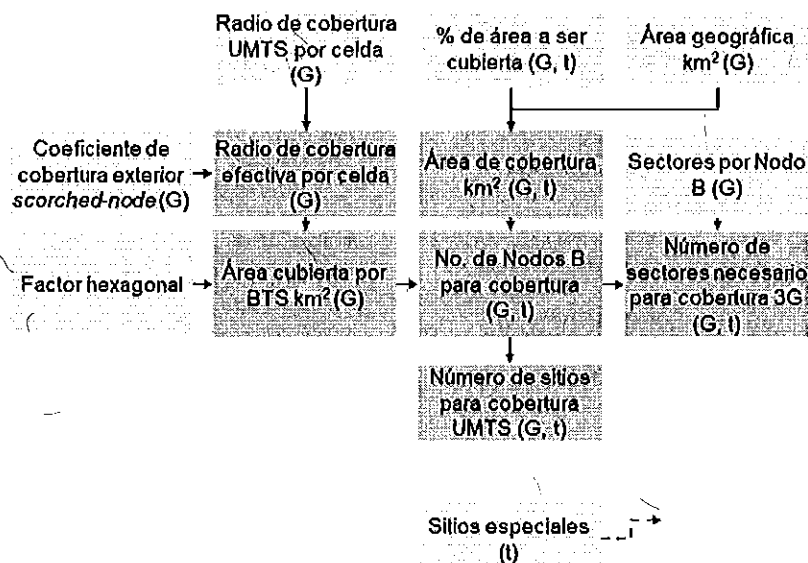 Radio de cobertura
UMTS por celda
(G)
% de área a ser
cubierta (G, t)
Área geográfica
km² (G)
Coeficiente de
cobertura exterior
scorched-node (G)
Radio de cobertura
efectiva por celda
(G)
Área de cobertura
km² (G, t)
Sectores por Nodo
B (G)
Factor hexagonal
Área cubierta por
BTS km² (G)
No. de Nodos B
para cobertura
(G, t)
Número de
sectores necesario
para cobertura 3G
(G, t)
Número de sitios
para cobertura
UMTS (G, t)
Sitios especiales
(t)